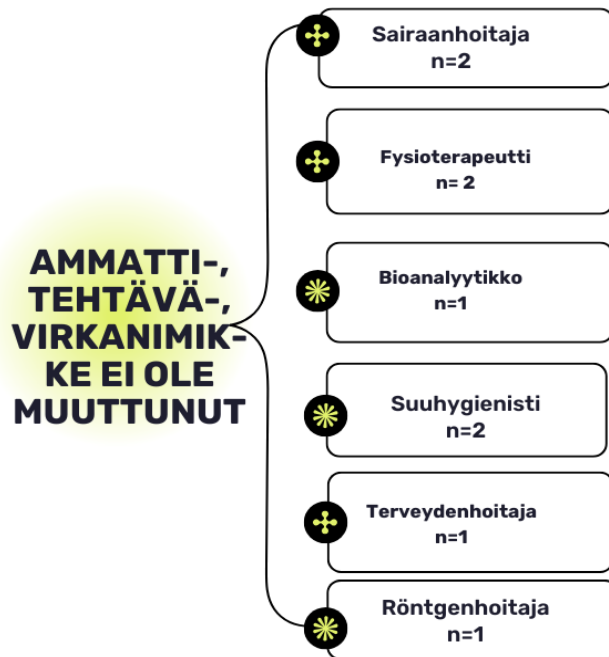 AMMATTI-,
TEHTÄVÄ-,
VIRKANIMIK-
KE EI OLE
MUUTTUNUT
Sairaanhoitaja
n=2
Fysioterapeutti
n= 2
Bioanalyytikko
n=1
Suuhygienisti
n=2
Terveydenhoitaja
n=1
Röntgenhoitaja
n=1